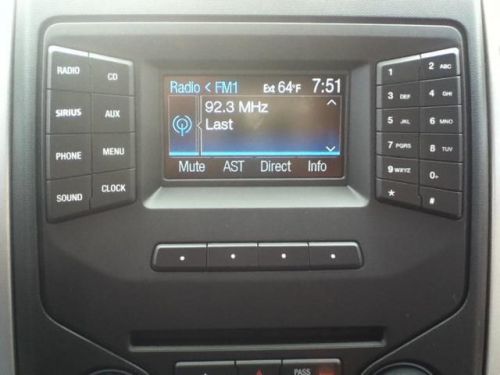 RADIO CD
SIRIUS AUX
PHONE MENU
SOUND CLOCK
Radio < FM1 Ext 64°F 7:51
92.3 MHz
Last
Mute AST Direct Info
1 2 ABC
3 DEF 4 GHI
5 JKL 6 MNO
7 PQRS 8 TUV
9 WXYZ 0+
* #
PASS